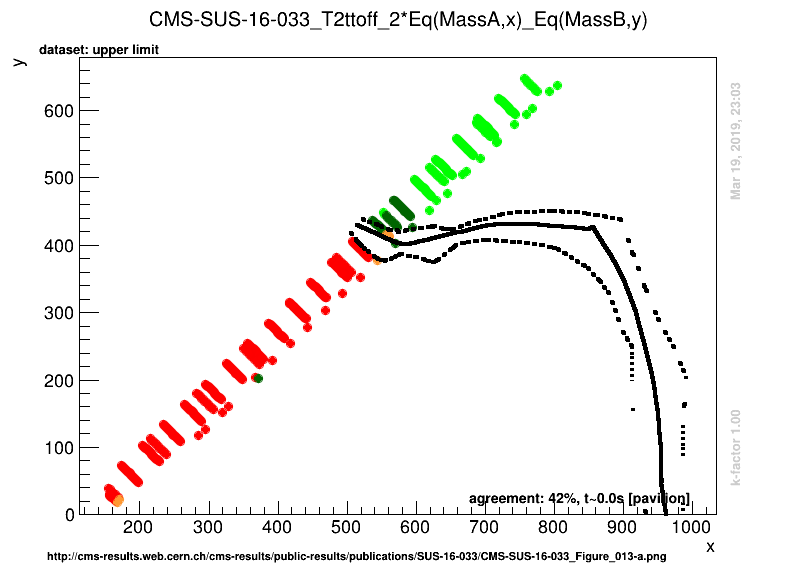 CMS-SUS-16-033_T2ttoff_2*Eq(MassA,x)_Eq(MassB,y)
dataset: upper limit
y
600
500
400
300
200
100
0
200 300 400 500 600 700 800 900 1000
x
agreement: 42%, t~0.0s [pavilion]
Mar 19, 2019, 23:03
k-factor 1.00
http://cms-results.web.cern.ch/cms-results/public-results/publications/SUS-16-033/CMS-SUS-16-033_Figure_013-a.png